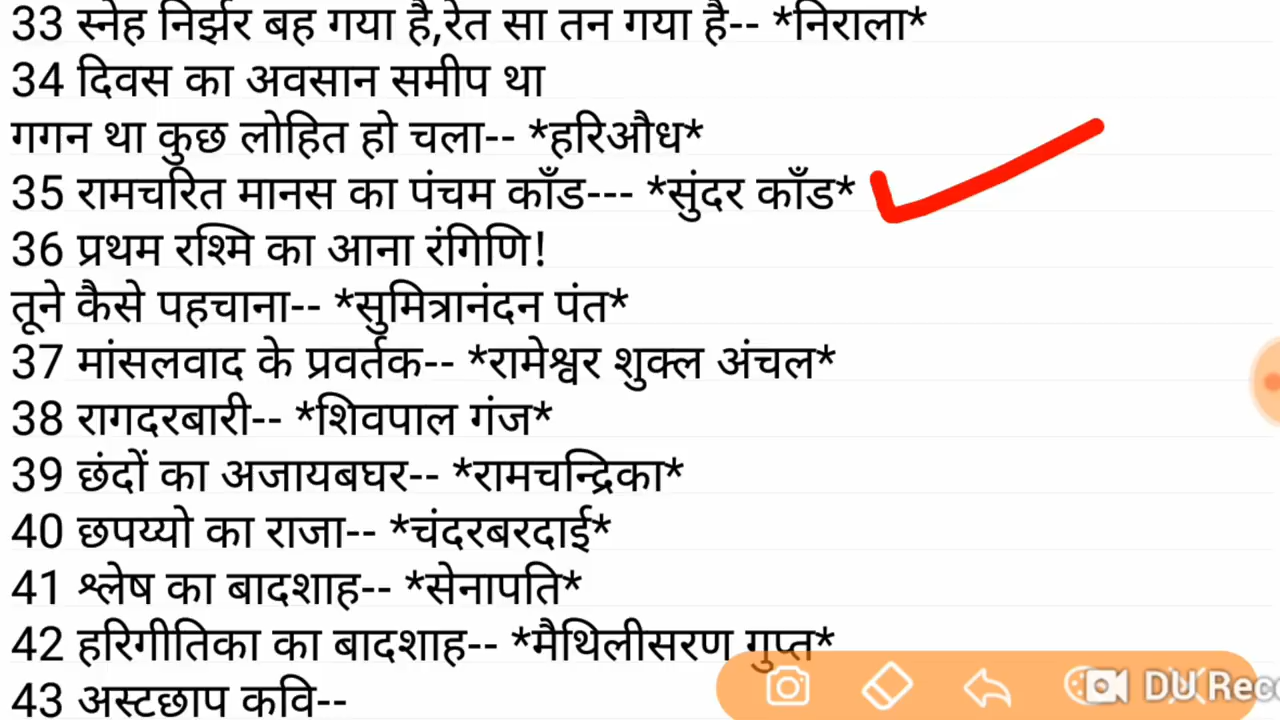 33 स्नेह निर्झर बह गया है,रेत सा तन गया है-- *निराला*
34 दिवस का अवसान समीप था
गगन था कुछ लोहित हो चला-- *हरिऔध*
35 रामचरित मानस का पंचम काँड--- *सुंदर काँड*
36 प्रथम रश्मि का आना रंगिणि!
तूने कैसे पहचाना-- *सुमित्रानंदन पंत*
37 मांसलवाद के प्रवर्तक-- *रामेश्वर शुक्ल अंचल*
38 रागदरबारी-- *शिवपाल गंज*
39 छंदों का अजायबघर-- *रामचन्द्रिका*
40 छपय्यो का राजा-- *चंदरबरदाई*
41 श्लेष का बादशाह-- *सेनापति*
42 हरिगीतिका का बादशाह-- *मैथिलीसरण गुप्त*
43 अस्टछाप कवि--
DU Reco